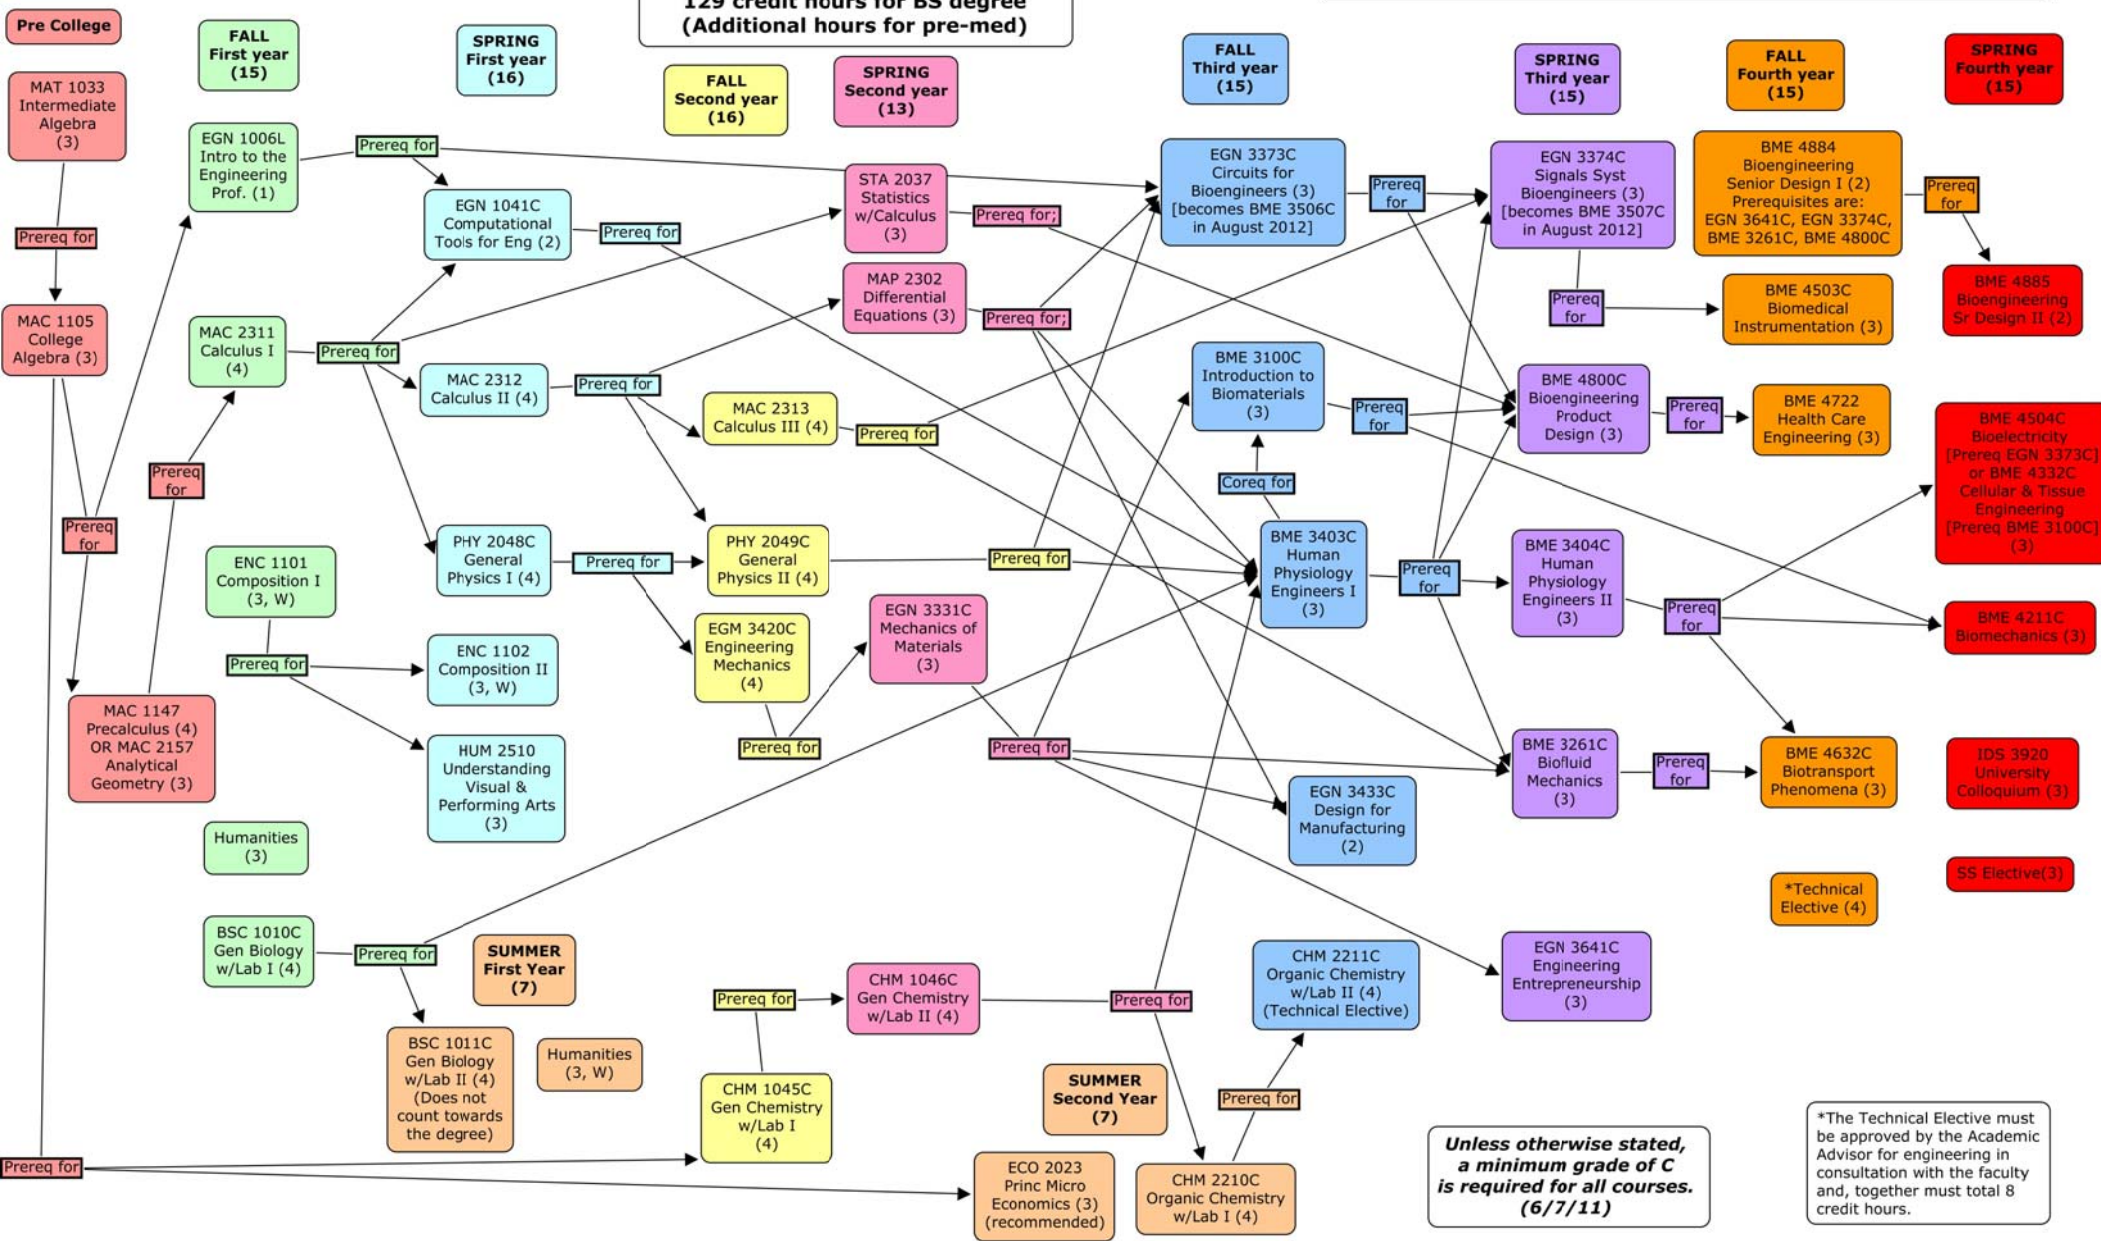 129 credit hours for BS degree
(Additional hours for pre-med)
Pre College
MAT 1033
Intermediate
Algebra
(3)
Prereq for
MAC 1105
College
Algebra (3)
Prereq
for
MAC 1147
Precalculus (4)
OR MAC 2157
Analytical
Geometry (3)
Prereq
for
Prereq for
FALL
First year
(15)
EGN 1006L
Intro to the
Engineering
Prof. (1)
Prereq for
MAC 2311
Calculus I
(4)
Prereq for
ENC 1101
Composition I
(3, W)
Prereq for
Humanities
(3)
BSC 1010C
Gen Biology
w/Lab I (4)
Prereq for
SPRING
First year
(16)
EGN 1041C
Computational
Tools for Eng (2)
Prereq for
MAC 2312
Calculus II (4)
Prereq for
PHY 2048C
General
Physics I (4)
Prereq for
ENC 1102
Composition II
(3, W)
HUM 2510
Understanding
Visual &
Performing Arts
(3)
SUMMER
First Year
(7)
BSC 1011C
Gen Biology
w/Lab II (4)
(Does not
count towards
the degree)
Humanities
(3, W)
FALL
Second year
(16)
MAC 2313
Calculus III (4)
Prereq for
PHY 2049C
General
Physics II (4)
Prereq for
EGM 3420C
Engineering
Mechanics
(4)
Prereq for
Prereq for
CHM 1045C
Gen Chemistry
w/Lab I
(4)
SPRING
Second year
(13)
STA 2037
Statistics
w/Calculus
(3)
Prereq for;
MAP 2302
Differential
Equations (3)
Prereq for;
EGN 3331C
Mechanics of
Materials
(3)
Prereq for
CHM 1046C
Gen Chemistry
w/Lab II (4)
Prereq for
SUMMER
Second Year
(7)
ECO 2023
Princ Micro
Economics (3)
(recommended)
CHM 2210C
Organic Chemistry
w/Lab I (4)
Prereq for
FALL
Third year
(15)
EGN 3373C
Circuits for
Bioengineers (3)
[becomes BME 3506C
in August 2012]
Prereq
for
BME 3100C
Introduction to
Biomaterials
(3)
Prereq
for
Coreq for
BME 3403C
Human
Physiology
Engineers I
(3)
Prereq
for
EGN 3433C
Design for
Manufacturing
(2)
CHM 2211C
Organic Chemistry
w/Lab II (4)
(Technical Elective)
SPRING
Third year
(15)
EGN 3374C
Signals Syst
Bioengineers (3)
[becomes BME 3507C
in August 2012]
Prereq
for
BME 4800C
Bioengineering
Product
Design (3)
Prereq
for
BME 3404C
Human
Physiology
Engineers II
(3)
Prereq
for
BME 3261C
Biofluid
Mechanics
(3)
Prereq
for
EGN 3641C
Engineering
Entrepreneurship
(3)
FALL
Fourth year
(15)
BME 4884
Bioengineering
Senior Design I (2)
Prerequisites are:
EGN 3641C, EGN 3374C,
BME 3261C, BME 4800C
Prereq
for
BME 4503C
Biomedical
Instrumentation (3)
BME 4722
Health Care
Engineering (3)
BME 4632C
Biotransport
Phenomena (3)
*Technical
Elective (4)
SPRING
Fourth year
(15)
BME 4885
Bioengineering
Sr Design II (2)
BME 4504C
Bioelectricity
[Prereq EGN 3373C]
or BME 4332C
Cellular & Tissue
Engineering
[Prereq BME 3100C]
(3)
BME 4211C
Biomechanics (3)
IDS 3920
University
Colloquium (3)
SS Elective(3)
Unless otherwise stated,
a minimum grade of C
is required for all courses.
(6/7/11)
*The Technical Elective must
be approved by the Academic
Advisor for engineering in
consultation with the faculty
and, together must total 8
credit hours.